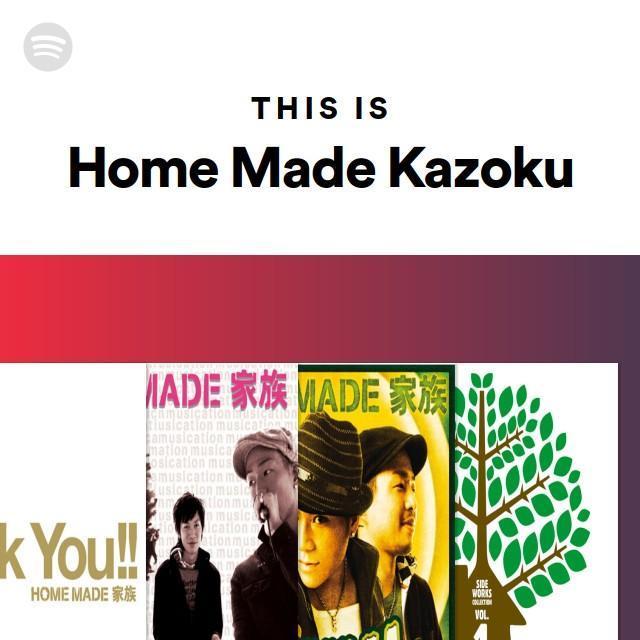 THIS IS
Home Made Kazoku
k You!!
HOME MADE 家族
MADE 家族
musication
MADE 家族
SIDE
WORKS
COLLECTION
VOL.